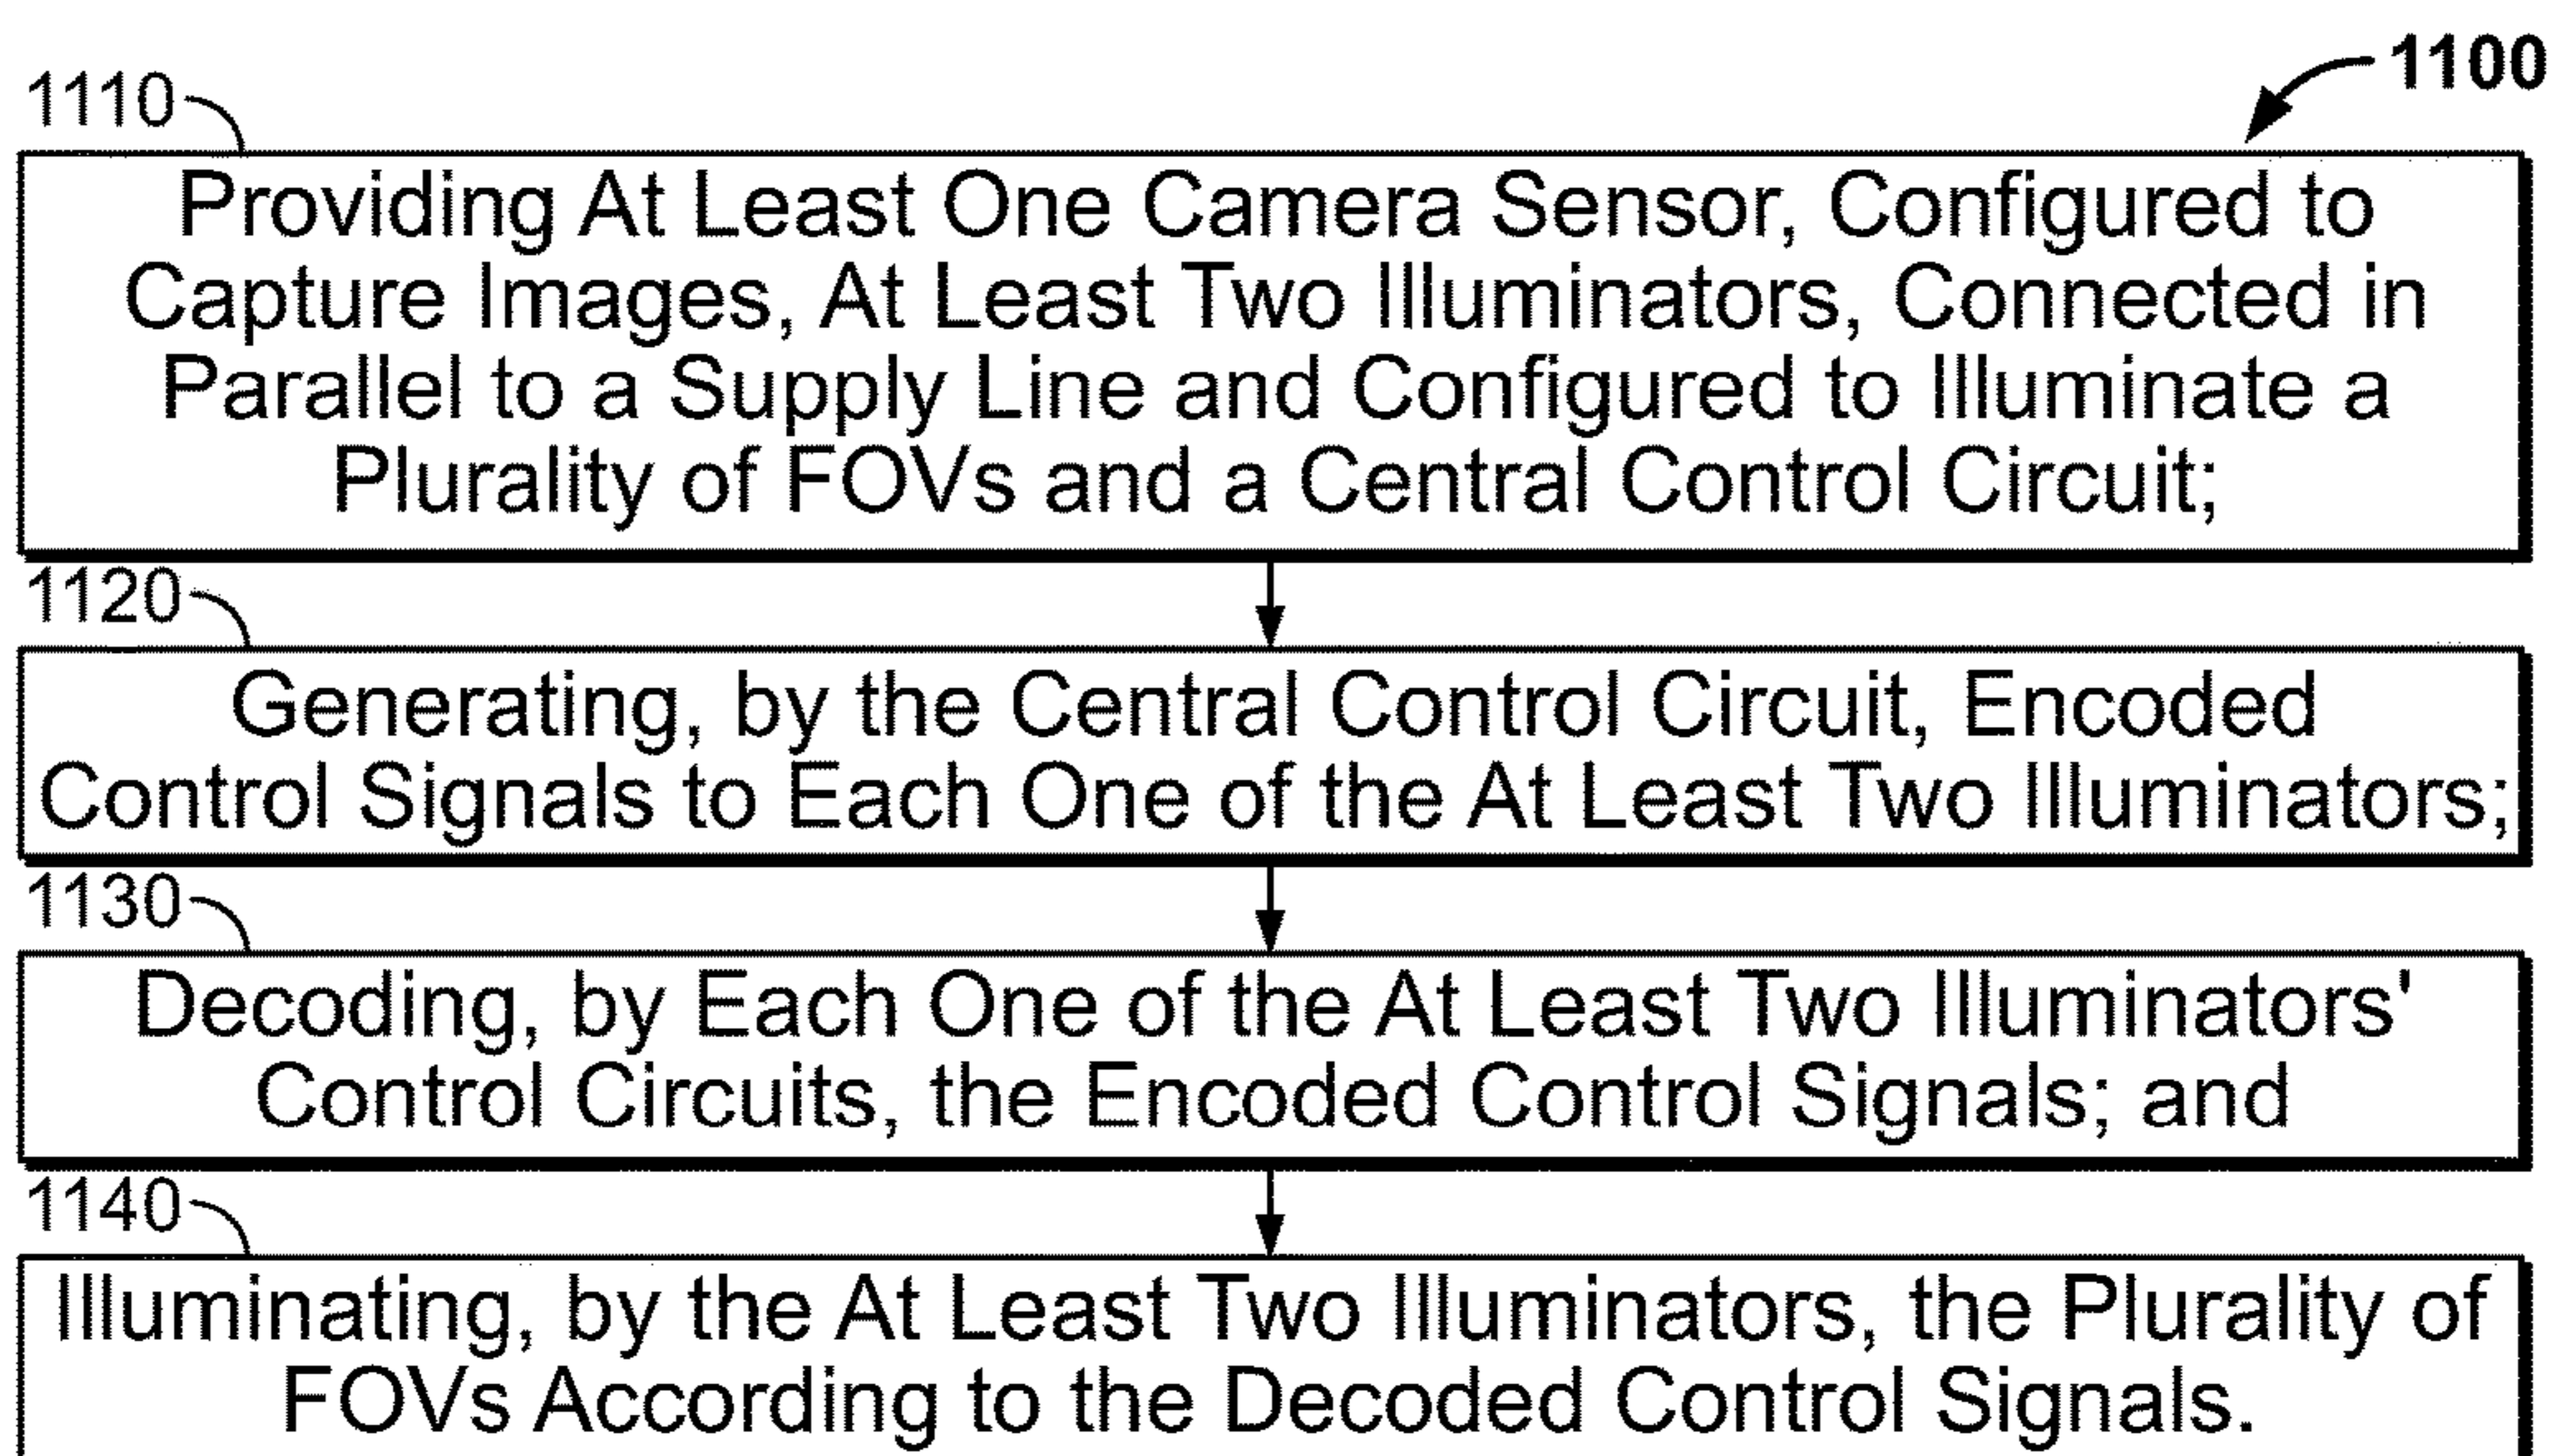 1100
1110
Providing At Least One Camera Sensor, Configured to
Capture Images, At Least Two Illuminators, Connected in
Parallel to a Supply Line and Configured to Illuminate a
Plurality of FOVs and a Central Control Circuit;
1120
Generating, by the Central Control Circuit, Encoded
Control Signals to Each One of the At Least Two Illuminators;
1130
Decoding, by Each One of the At Least Two Illuminators'
Control Circuits, the Encoded Control Signals; and
1140
Illuminating, by the At Least Two Illuminators, the Plurality of
FOVs According to the Decoded Control Signals.